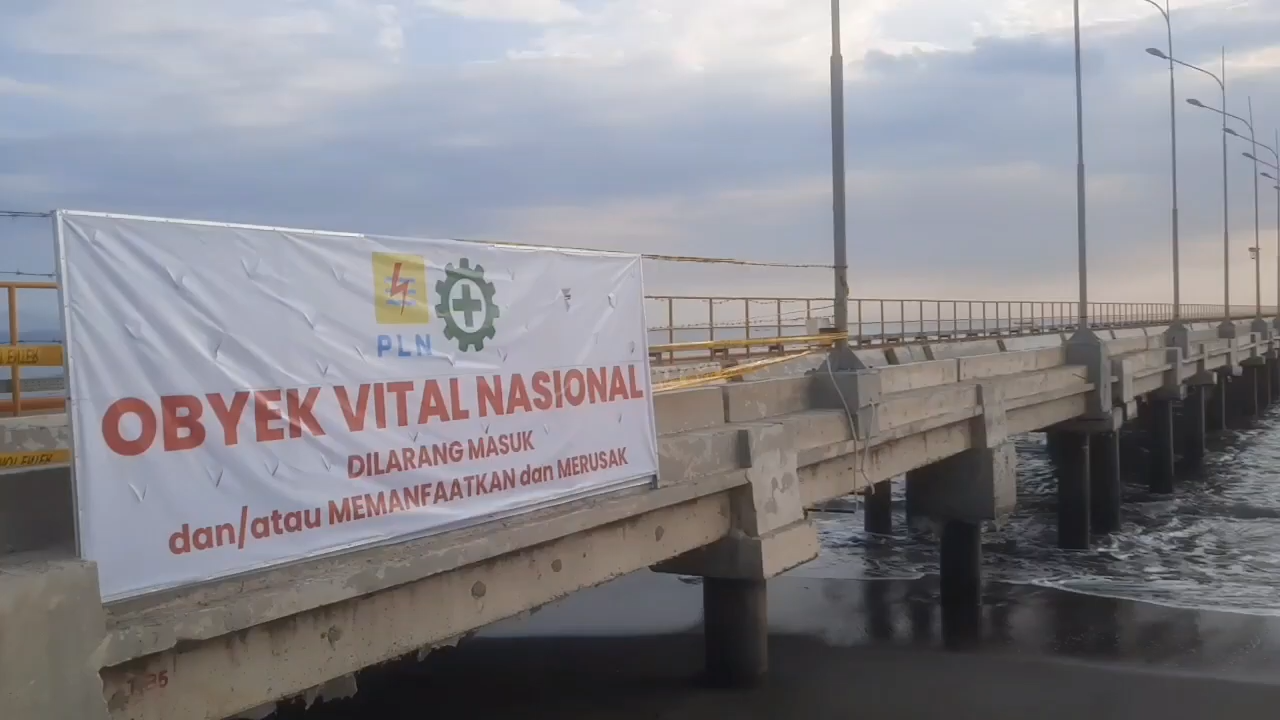 PLN
OBYEK VITAL NASIONAL
DILARANG MASUK
dan/atau MEMANFAATKAN dan MERUSAK